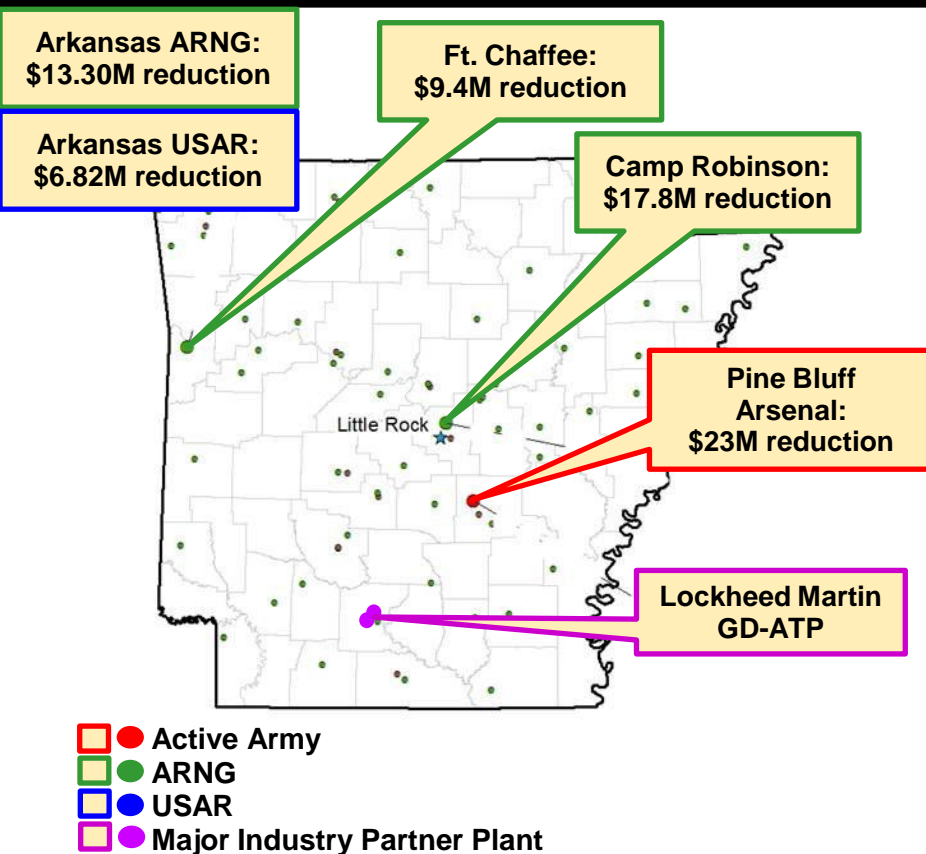 Arkansas ARNG:
$13.30M reduction
Ft. Chaffee:
$9.4M reduction
Arkansas USAR:
$6.82M reduction
Camp Robinson:
$17.8M reduction
Pine Bluff
Arsenal:
$23M reduction
Little Rock
Lockheed Martin
GD-ATP
Active Army
ARNG
USAR
Major Industry Partner Plant